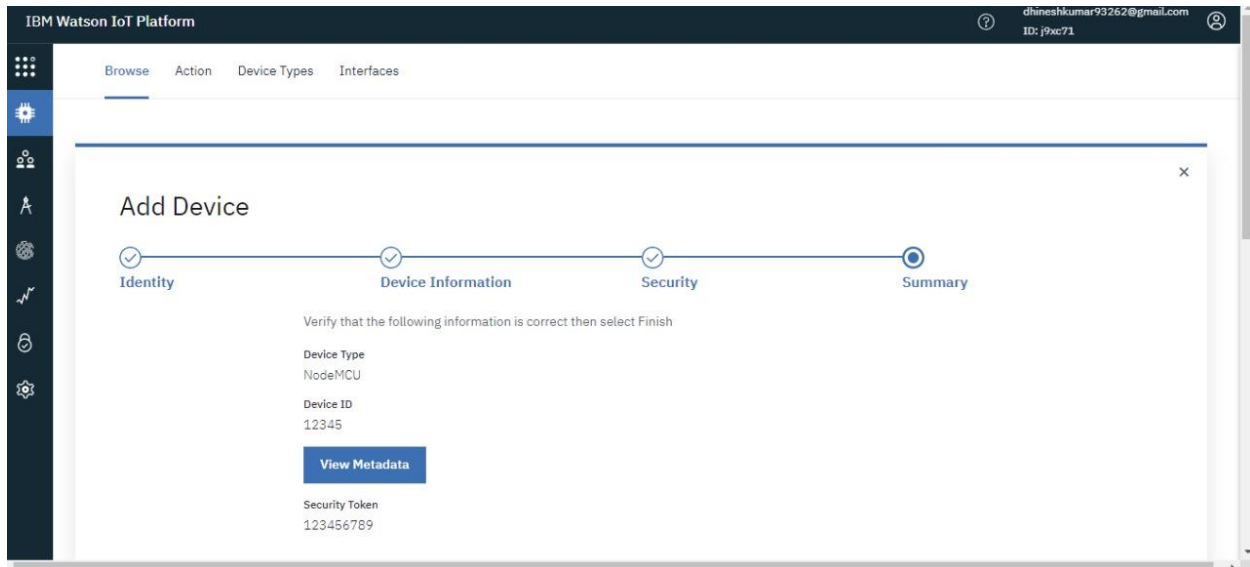 IBM Watson IoT Platform
dhineshkumar93262@gmail.com
ID: j9xc71
Browse Action Device Types Interfaces
Add Device
Identity Device Information Security Summary
Verify that the following information is correct then select Finish
Device Type
NodeMCU
Device ID
12345
View Metadata
Security Token
123456789